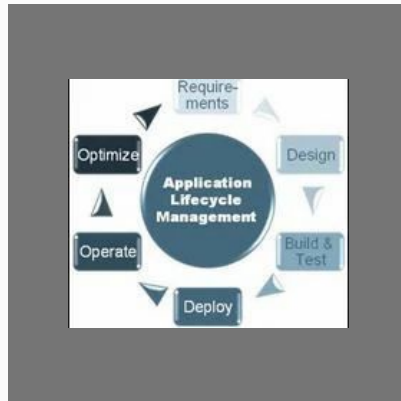 Require-
ments
Optimize
Design
Application
Lifecycle
Management
Operate
Build &
Test
Deploy